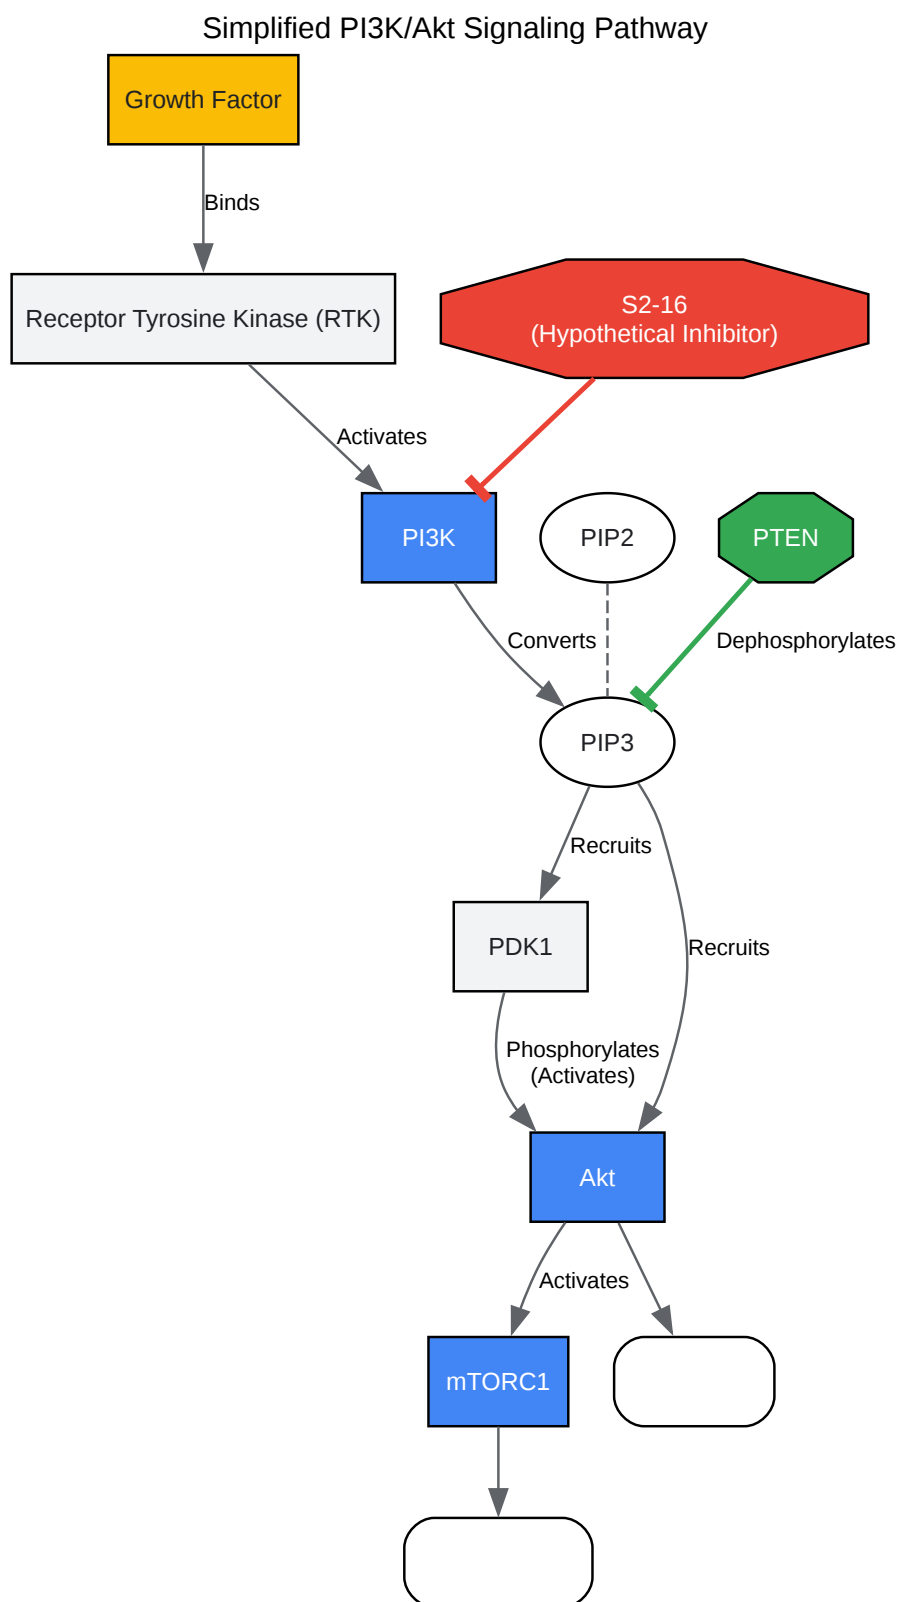 Simplified PI3K/Akt Signaling Pathway
Growth Factor
Binds
Receptor Tyrosine Kinase (RTK)
S2-16
(Hypothetical Inhibitor)
Activates
PI3K
PIP2
PTEN
Converts
Dephosphorylates
PIP3
Recruits
PDK1
Recruits
Phosphorylates
(Activates)
Akt
Activates
mTORC1